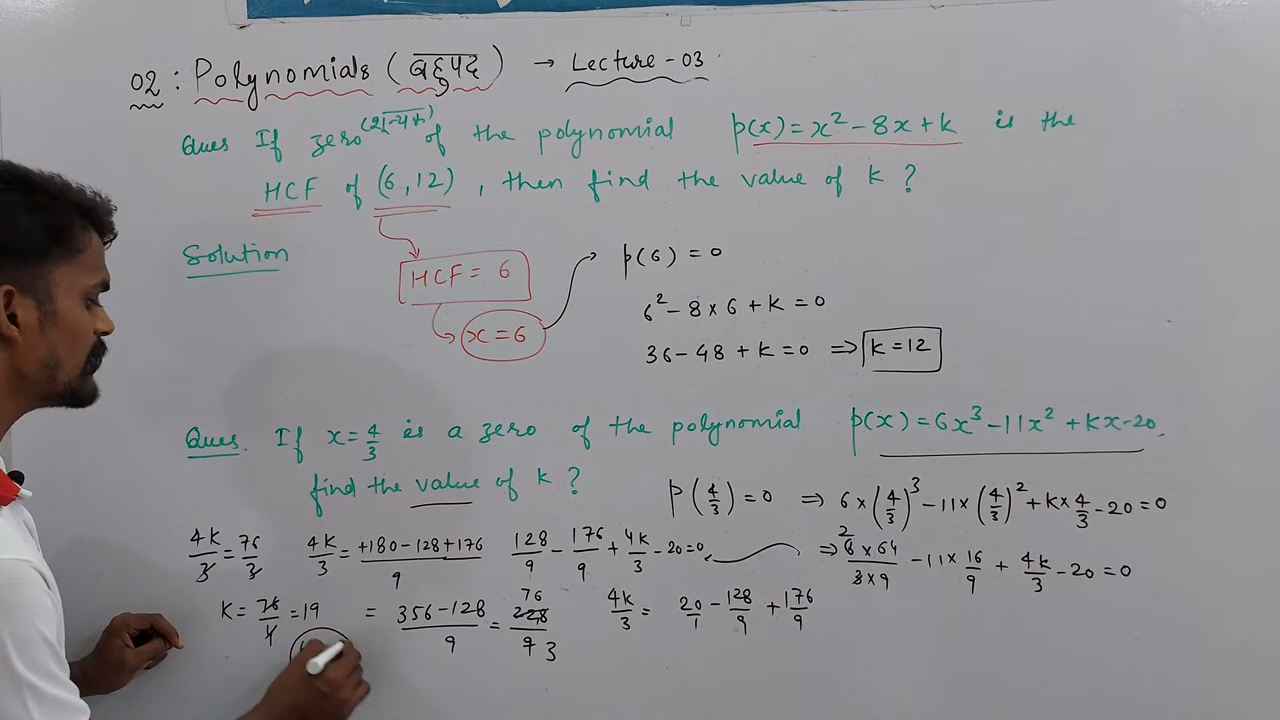 02 : Polynomials (बहुपद) → Lecture - 03
Ques If zero (शून्यक) of the polynomial p(x) = x² - 8x + k is the
HCF of (6, 12), then find the value of k ?
Solution
HCF = 6
x = 6
p(6) = 0
6² - 8 × 6 + k = 0
36 - 48 + k = 0 ⇒ k = 12
Ques. If x = 4/3 is a zero of the polynomial p(x) = 6x³ - 11x² + kx - 20.
find the value of k ?
p(4/3) = 0 ⇒ 6 × (4/3)³ - 11 × (4/3)² + k × 4/3 - 20 = 0
⇒ 2 6 × 64 / 3 × 9 - 11 × 16/9 + 4k/3 - 20 = 0
128/9 - 176/9 + 4k/3 - 20 = 0
4k/3 = 20/1 - 128/9 + 176/9
4k/3 = +180 - 128 + 176 / 9
= 356 - 128 / 9 = 76 228 / 9 3
4k/3 = 76/3
k = 76/4 = 19